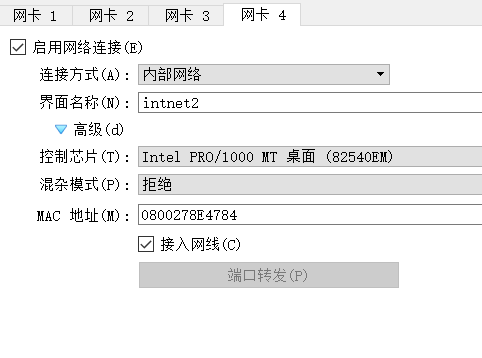 网卡 1 网卡 2 网卡 3 网卡 4
启用网络连接(E)
连接方式(A): 内部网络
界面名称(N): intnet2
高级(d)
控制芯片(T): Intel PRO/1000 MT 桌面 (82540EM)
混杂模式(P): 拒绝
MAC 地址(M): 0800278E4784
接入网线(C)
端口转发(P)